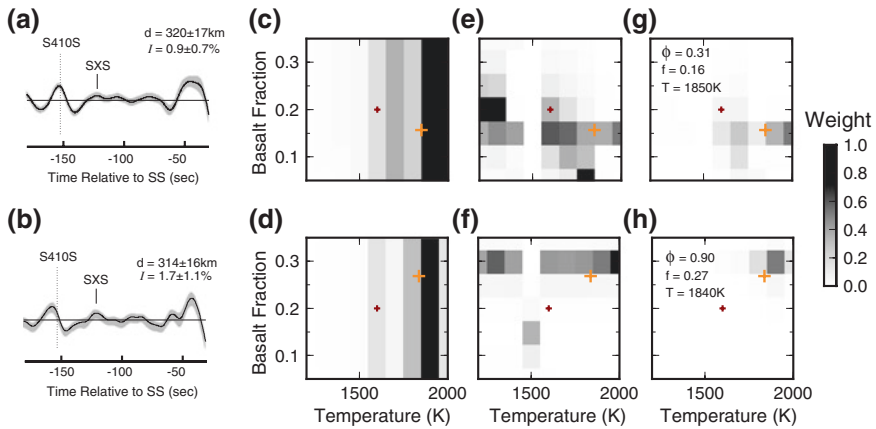 (a)
d = 320±17km
I = 0.9±0.7%
S410S
SXS
-150 -100 -50
Time Relative to SS (sec)
(b)
d = 314±16km
I = 1.7±1.1%
S410S
SXS
-150 -100 -50
Time Relative to SS (sec)
(c)
(e)
(g)
Basalt Fraction
0.3
0.2
0.1
ϕ = 0.31
f = 0.16
T = 1850K
(d)
(f)
(h)
Basalt Fraction
0.3
0.2
0.1
ϕ = 0.90
f = 0.27
T = 1840K
1600 2000
1600 2000
1600 2000
Temperature (K)
Temperature (K)
Temperature (K)
Weight
1.0
0.8
0.6
0.4
0.2
0.0